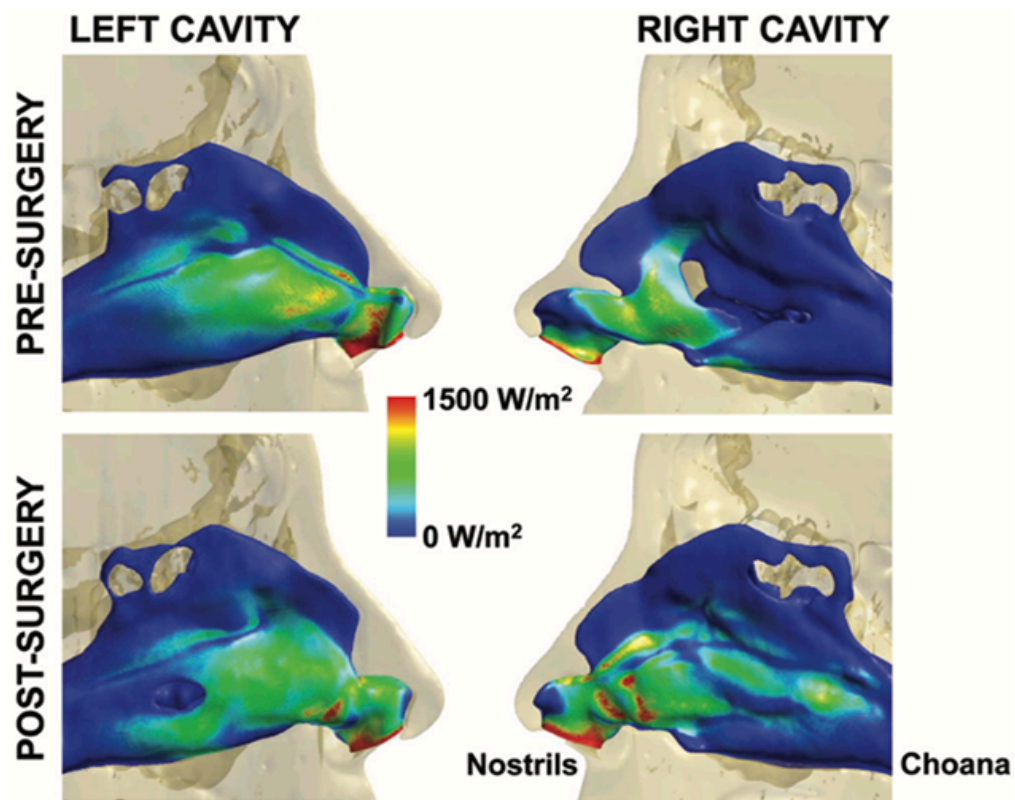 LEFT CAVITY
RIGHT CAVITY
PRE-SURGERY
1500 W/m²
0 W/m²
POST-SURGERY
Nostrils
Choana